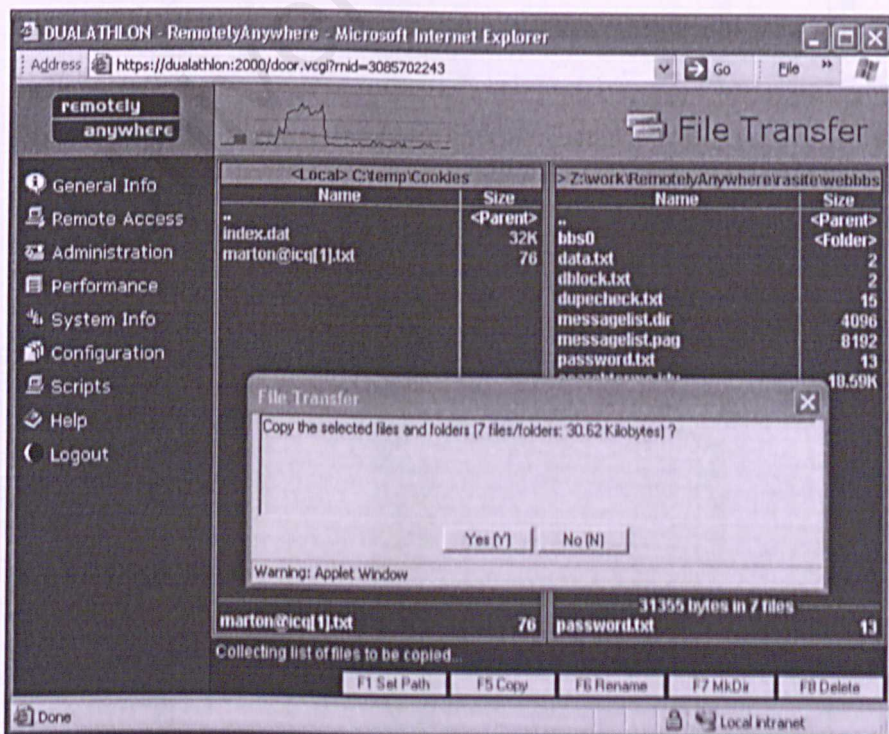 DUALATHLON - RemotelyAnywhere - Microsoft Internet Explorer
Address https://dualathlon:2000/door.vcgi?rnid=3085702243 Go File »
remotely
anywhere
File Transfer
General Info
Remote Access
Administration
Performance
System Info
Configuration
Scripts
Help
Logout
<Local> C:\temp\Cookies
Name Size
.. <Parent>
index.dat 32K
marton@icq[1].txt 76
> Z:\work\RemotelyAnywhere\rasite\webbbs
Name Size
.. <Parent>
bbs0 <Folder>
data.txt 2
dblock.txt 2
dupecheck.txt 15
messagelist.dir 4096
messagelist.pag 8192
password.txt 13
18.59K
File Transfer
Copy the selected files and folders (7 files/folders: 30.62 Kilobytes) ?
Yes (Y) No (N)
Warning: Applet Window
31355 bytes in 7 files
marton@icq[1].txt 76
password.txt 13
Collecting list of files to be copied...
F1 Set Path F5 Copy F6 Rename F7 MkDir F8 Delete
Done Local intranet